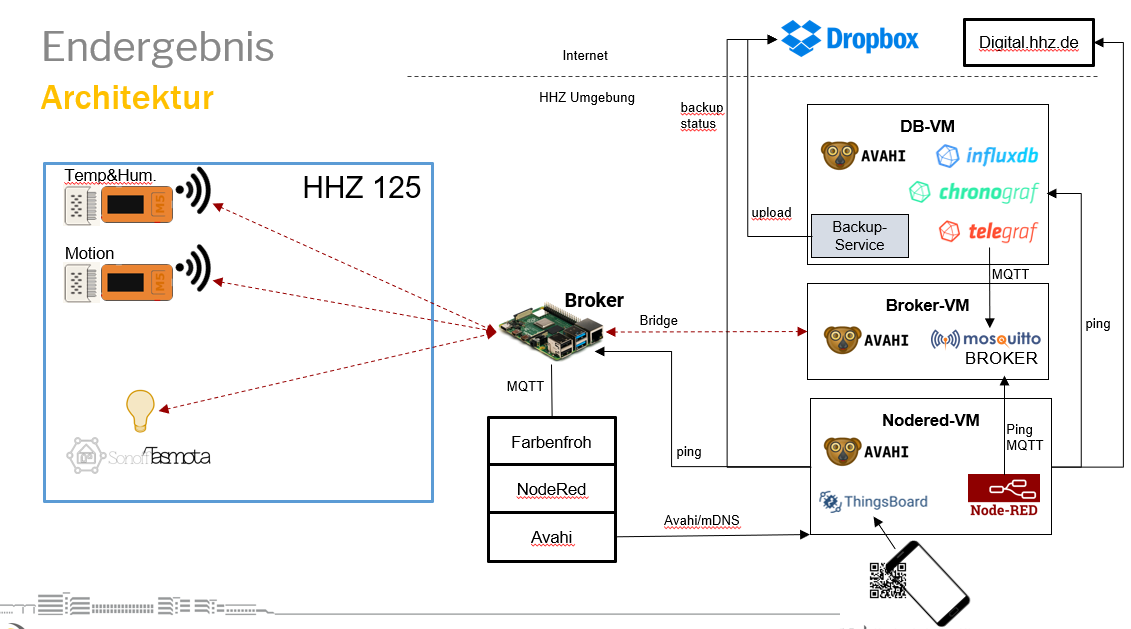 Endergebnis
Architektur
Internet
HHZ Umgebung
Dropbox
Digital.hhz.de
backup
status
upload
HHZ 125
Temp&Hum.
M5
Motion
M5
Sonoff/Tasmota
Broker
Bridge
MQTT
Farbenfroh
NodeRed
Avahi
ping
Avahi/mDNS
DB-VM
AVAHI
influxdb
chronograf
telegraf
Backup-
Service
MQTT
Broker-VM
AVAHI
mosquitto
BROKER
ping
Nodered-VM
AVAHI
Ping
MQTT
ThingsBoard
Node-RED